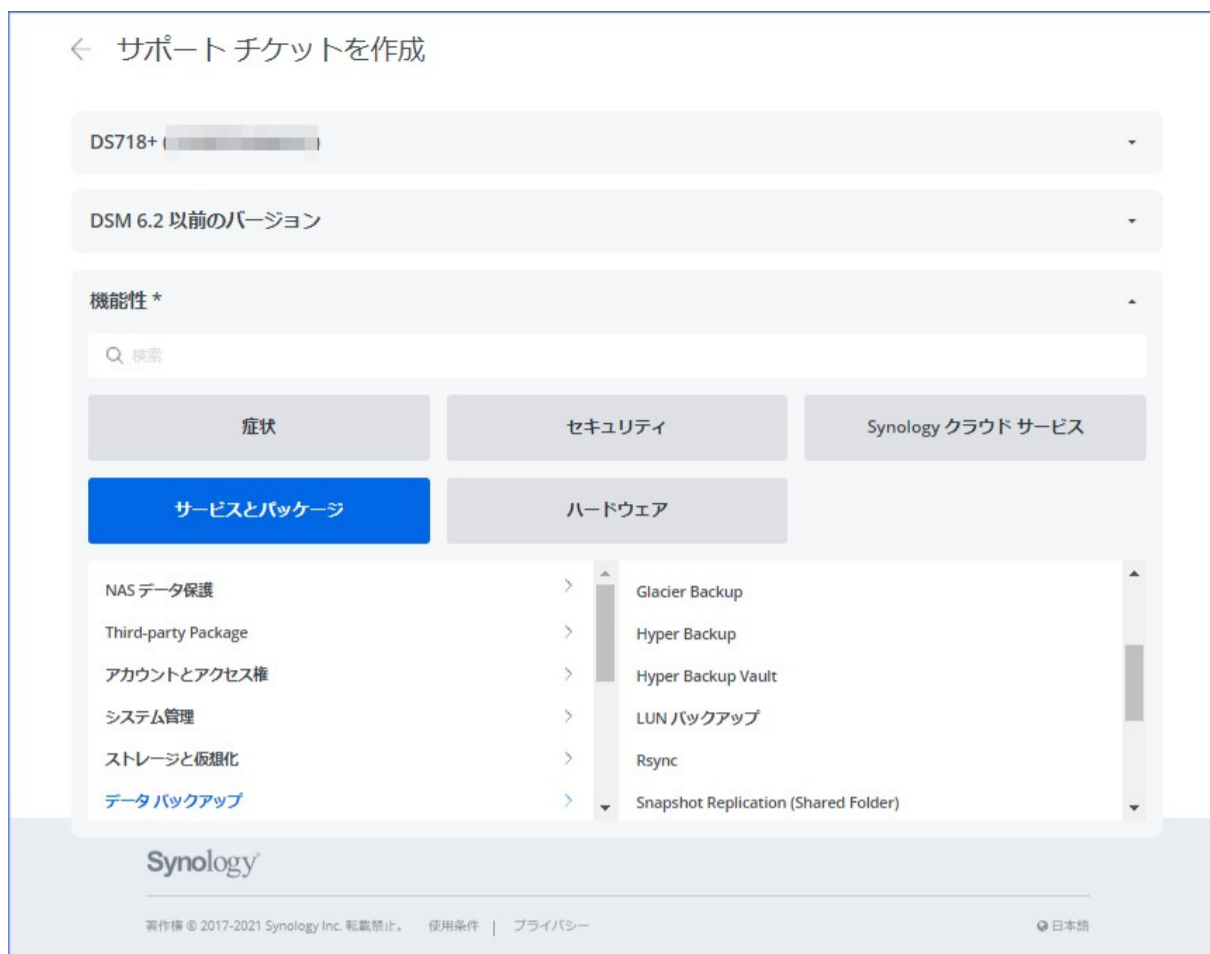 サポート チケットを作成
DS718+ (
)
DSM 6.2 以前のバージョン
機能性 *
検索
症状
セキュリティ
Synology クラウド サービス
サービスとパッケージ
ハードウェア
NAS データ保護
Third-party Package
アカウントとアクセス権
システム管理
ストレージと仮想化
データ バックアップ
Glacier Backup
Hyper Backup
Hyper Backup Vault
LUN バックアップ
Rsync
Snapshot Replication (Shared Folder)
Synology
著作権 © 2017-2021 Synology Inc. 転載禁止。 使用条件 | プライバシー
日本語